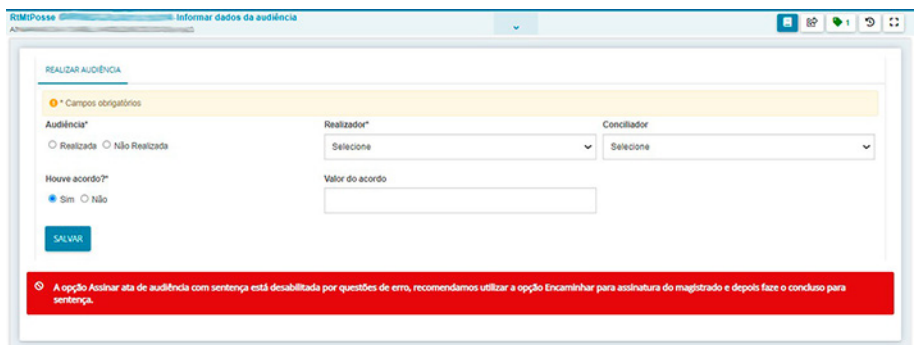 RtMtPosse Informar dados da audiência
1
REALIZAR AUDIÊNCIA
* Campos obrigatórios
Audiência* Realizador* Conciliador
Realizada Não Realizada Selecione Selecione
Houve acordo?* Valor do acordo
Sim Não
SALVAR
A opção Assinar ata de audiência com sentença está desabilitada por questões de erro, recomendamos utilizar a opção Encaminhar para assinatura do magistrado e depois faze o concluso para
sentença.